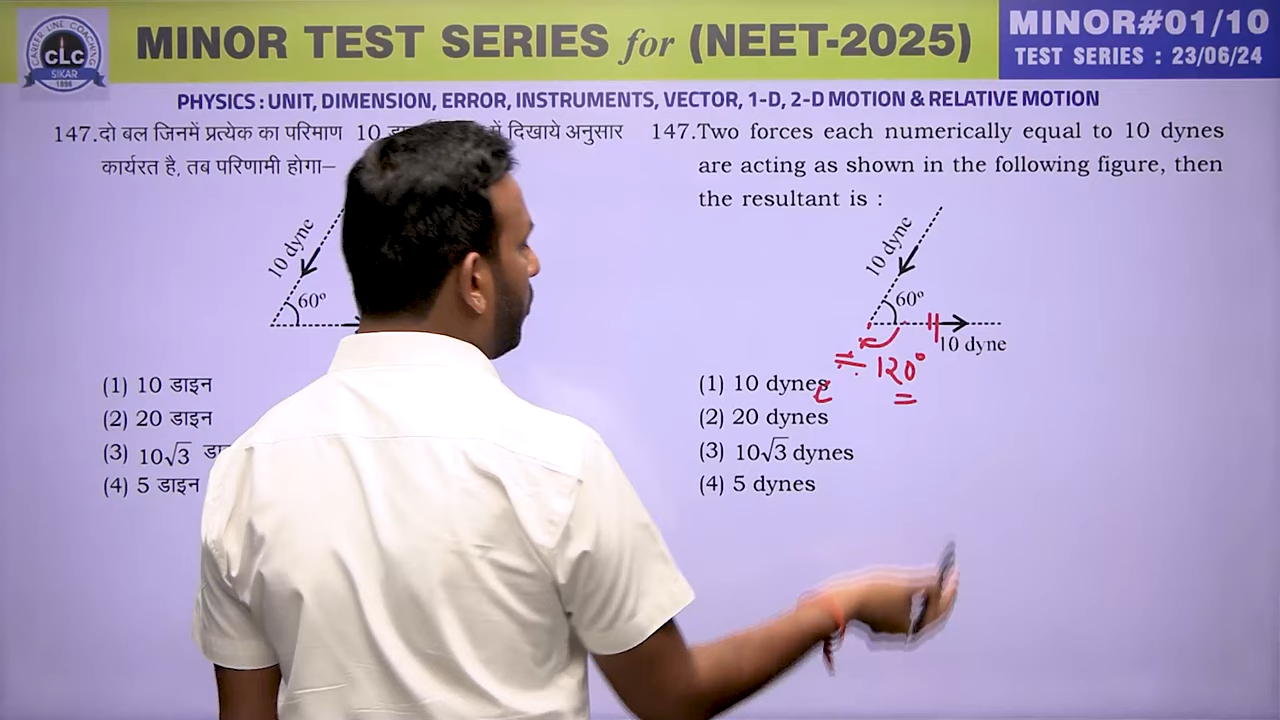 CAREER LINE COACHING
CLC
SIKAR
1996
MINOR TEST SERIES for (NEET-2025)
MINOR#01/10
TEST SERIES : 23/06/24
PHYSICS : UNIT, DIMENSION, ERROR, INSTRUMENTS, VECTOR, 1-D, 2-D MOTION & RELATIVE MOTION
147. दो बल जिनमें प्रत्येक का परिमाण 10 में दिखाये अनुसार
कार्यरत है, तब परिणामी होगा–
10 dyne
60º
(1) 10 डाइन
(2) 20 डाइन
(3) 10√3
(4) 5 डाइन
147. Two forces each numerically equal to 10 dynes
are acting as shown in the following figure, then
the resultant is :
10 dyne
60º
10 dyne
120°
(1) 10 dynes
(2) 20 dynes
(3) 10√3 dynes
(4) 5 dynes